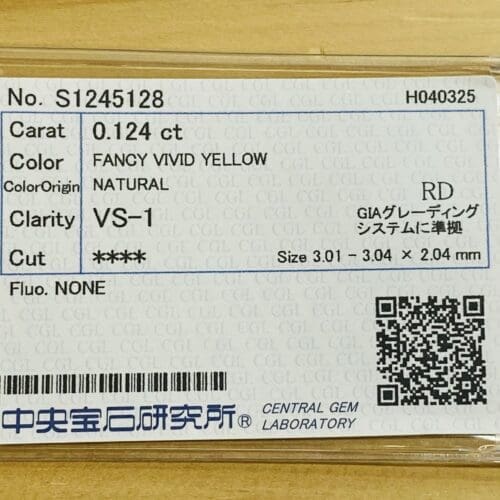 No. S1245128 H040325
Carat 0.124 ct
Color FANCY VIVID YELLOW
ColorOrigin NATURAL
Clarity VS-1
RD
GIAグレーディング
システムに準拠
Cut **** Size 3.01 - 3.04 × 2.04 mm
Fluo. NONE
中央宝石研究所® CENTRAL GEM
LABORATORY